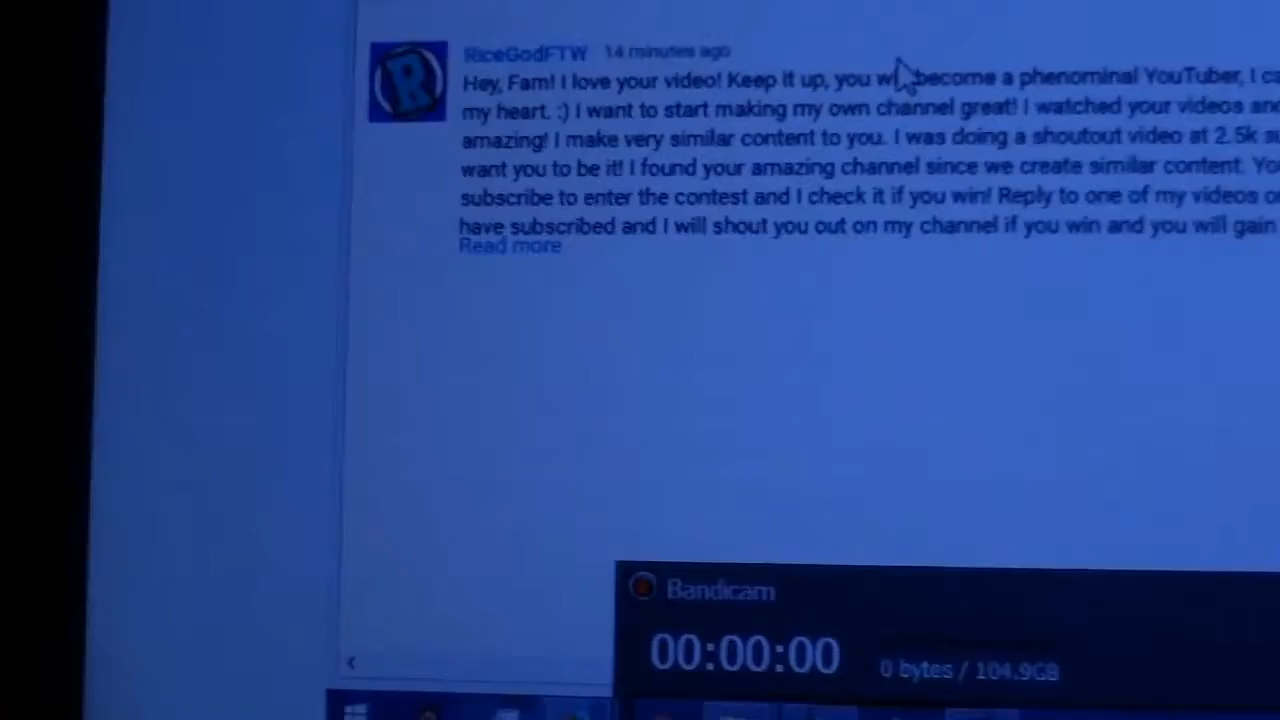 RiceGodFTW 14 minutes ago
Hey, Fam! I love your video! Keep it up, you become a phenominal YouTuber, I
my heart. :) I want to start making my own channel great! I watched your videos and
amazing! I make very similar content to you. I was doing a shoutout video at 2.5k
want you to be it! I found your amazing channel since we create similar content.
subscribe to enter the contest and I check it if you win! Reply to one of my videos
have subscribed and I will shout you out on my channel if you win and you will gain
Read more
Bandicam
00:00:00
0 bytes / 104.9GB